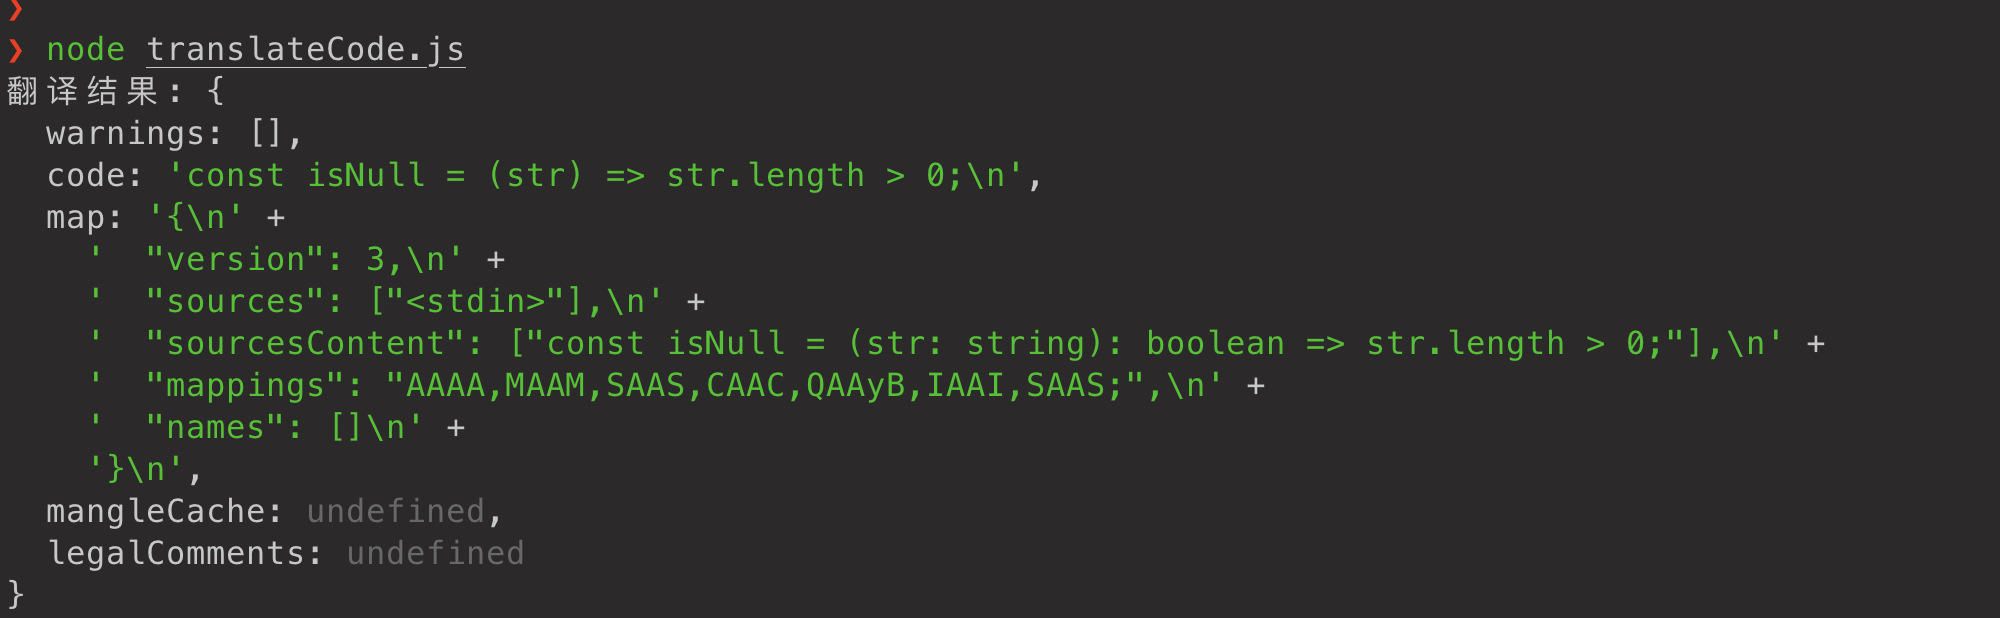 ❯
❯ node translateCode.js
翻译结果: {
  warnings: [],
  code: 'const isNull = (str) => str.length > 0;\n',
  map: '{\n' +
    '  "version": 3,\n' +
    '  "sources": ["<stdin>"],\n' +
    '  "sourcesContent": ["const isNull = (str: string): boolean => str.length > 0;"],\n' +
    '  "mappings": "AAAA,MAAM,SAAS,CAAC,QAAyB,IAAI,SAAS;",\n' +
    '  "names": []\n' +
    '}\n',
  mangleCache: undefined,
  legalComments: undefined
}